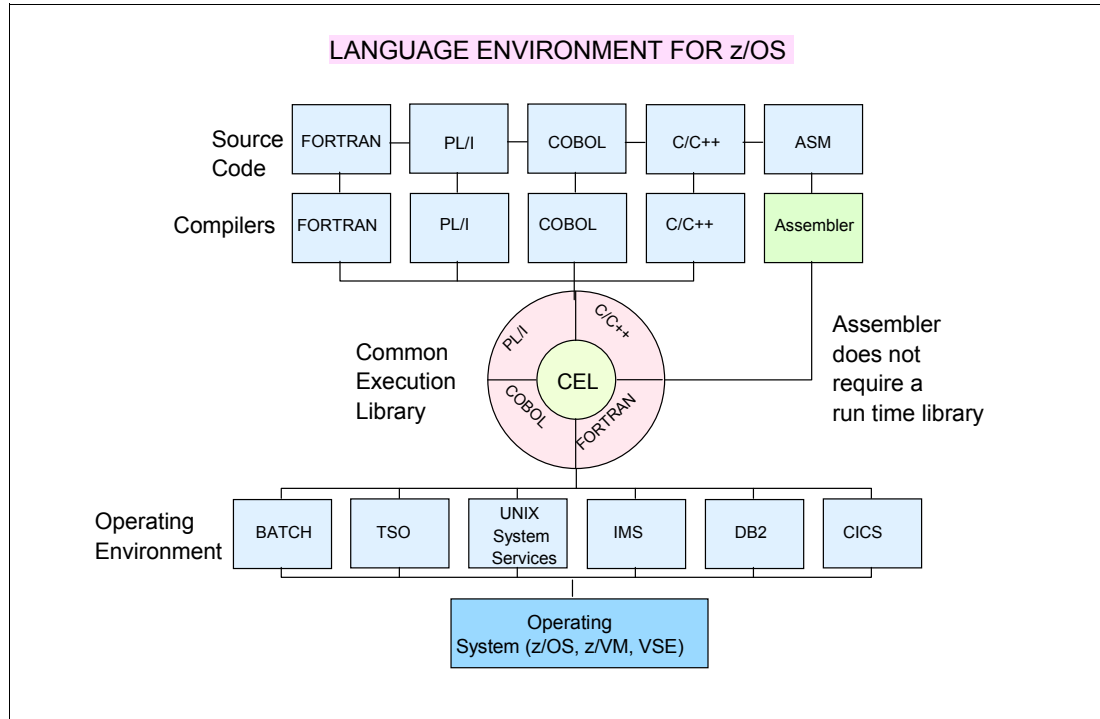 LANGUAGE ENVIRONMENT FOR z/OS
Source
Code
FORTRAN
PL/I
COBOL
C/C++
ASM
Compilers
FORTRAN
PL/I
COBOL
C/C++
Assembler
Common
Execution
Library
PL/I
C/C++
CEL
COBOL
FORTRAN
Assembler
does not
require a
run time library
Operating
Environment
BATCH
TSO
UNIX
System
Services
IMS
DB2
CICS
Operating
System (z/OS, z/VM, VSE)